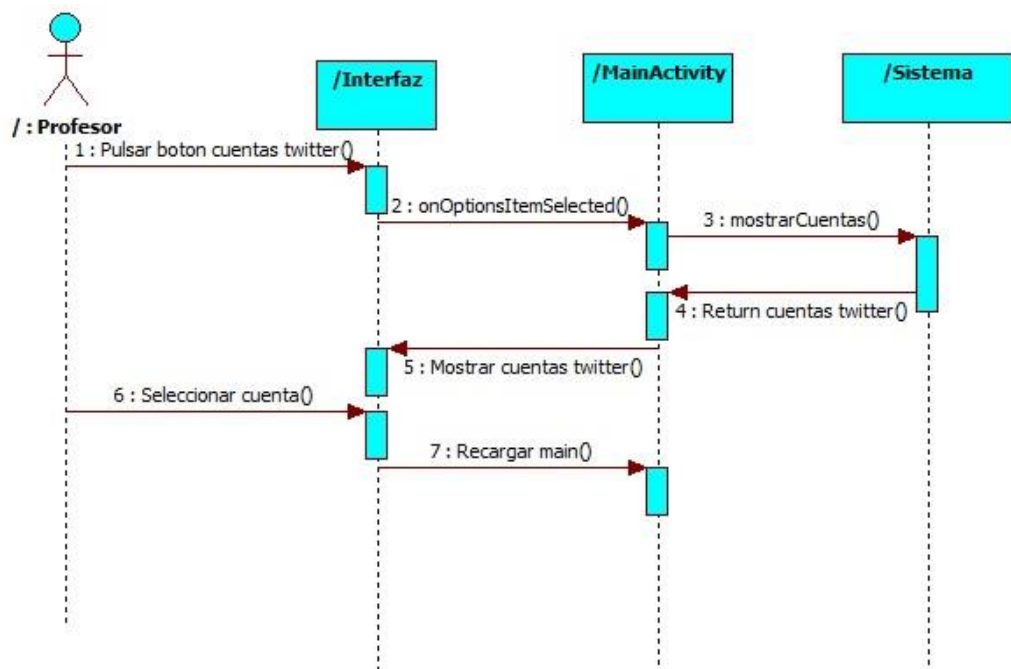 /Interfaz
/MainActivity
/Sistema
/ : Profesor
1 : Pulsar boton cuentas twitter()
2 : onOptionsItemSelected()
3 : mostrarCuentas()
4 : Return cuentas twitter()
5 : Mostrar cuentas twitter()
6 : Seleccionar cuenta()
7 : Recargar main()